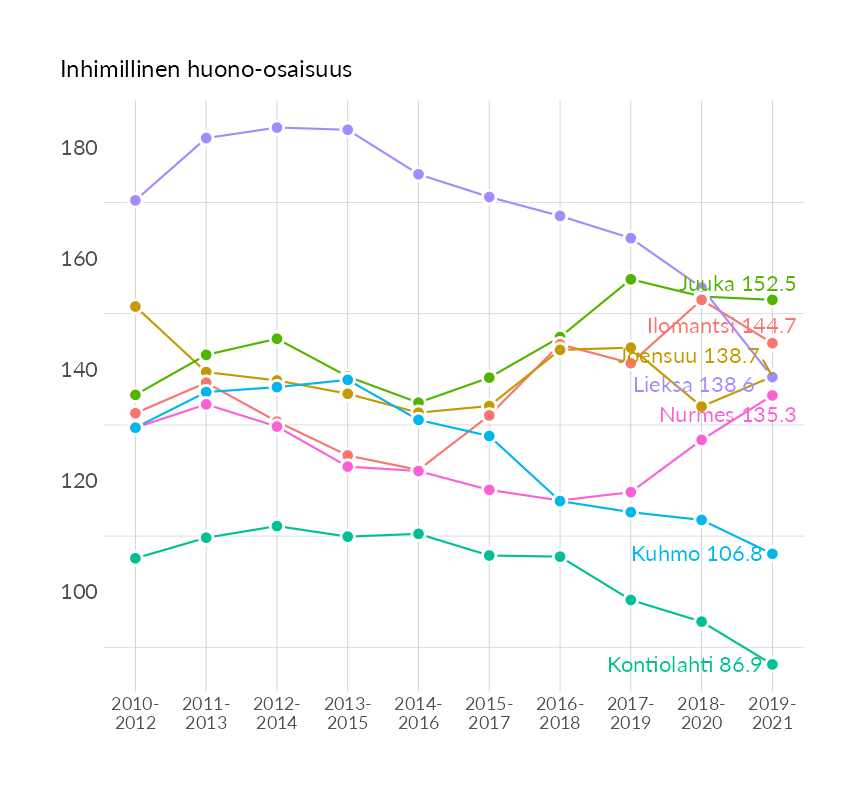 Inhimillinen huono-osaisuus
180
160
140
120
100
Juuka 152.5
Ilomantsi 144.7
Joensuu 138.7
Lieksa 138.6
Nurmes 135.3
Kuhmo 106.8
Kontiolahti 86.9
2010- 2011- 2012- 2013- 2014- 2015- 2016- 2017- 2018- 2019-
2012 2013 2014 2015 2016 2017 2018 2019 2020 2021